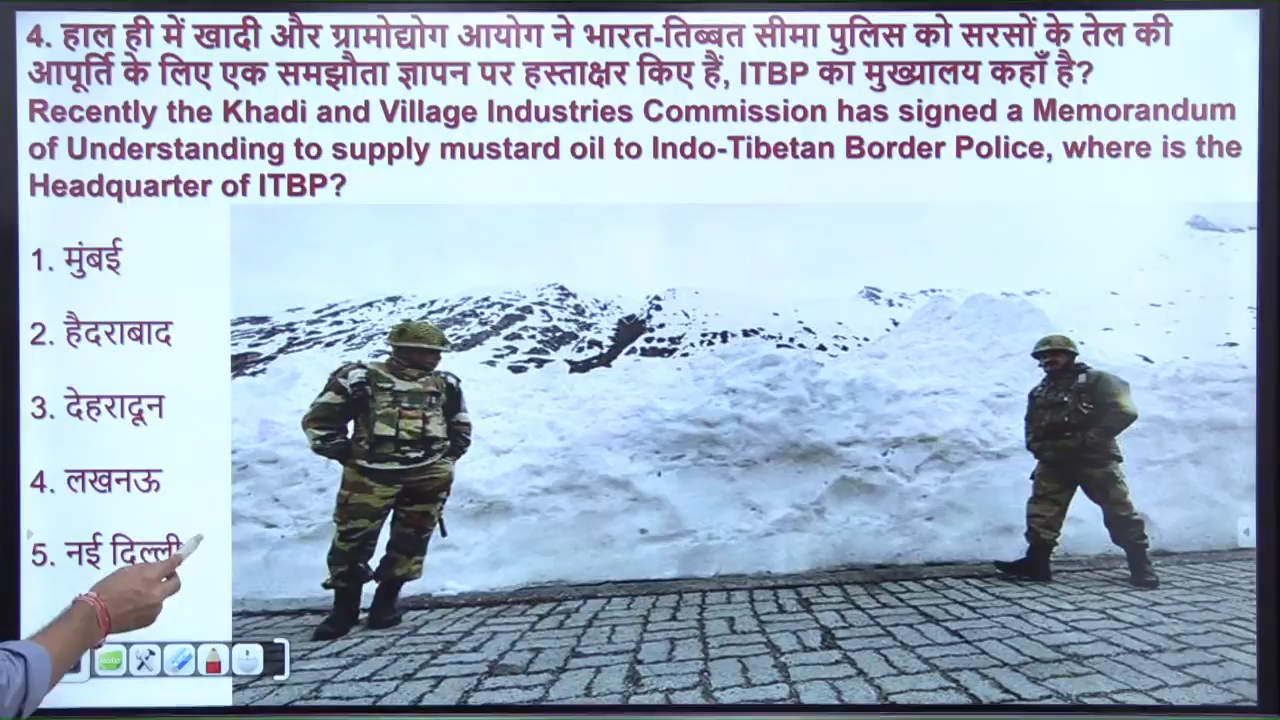 4. हाल ही में खादी और ग्रामोद्योग आयोग ने भारत-तिब्बत सीमा पुलिस को सरसों के तेल की
आपूर्ति के लिए एक समझौता ज्ञापन पर हस्ताक्षर किए हैं, ITBP का मुख्यालय कहाँ है?
Recently the Khadi and Village Industries Commission has signed a Memorandum
of Understanding to supply mustard oil to Indo-Tibetan Border Police, where is the
Headquarter of ITBP?
1. मुंबई
2. हैदराबाद
3. देहरादून
4. लखनऊ
5. नई दिल्ली